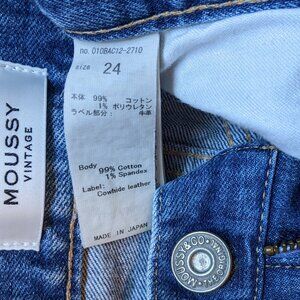 MOUSSY
VINTAGE
no. 010BAC12-2710
size 24
本体 99% コットン
1% ポリウレタン
ラベル部分: 牛革
Body 99% Cotton
1% Spandex
Label: Cowhide leather
MADE IN JAPAN
MOUSSY&CO